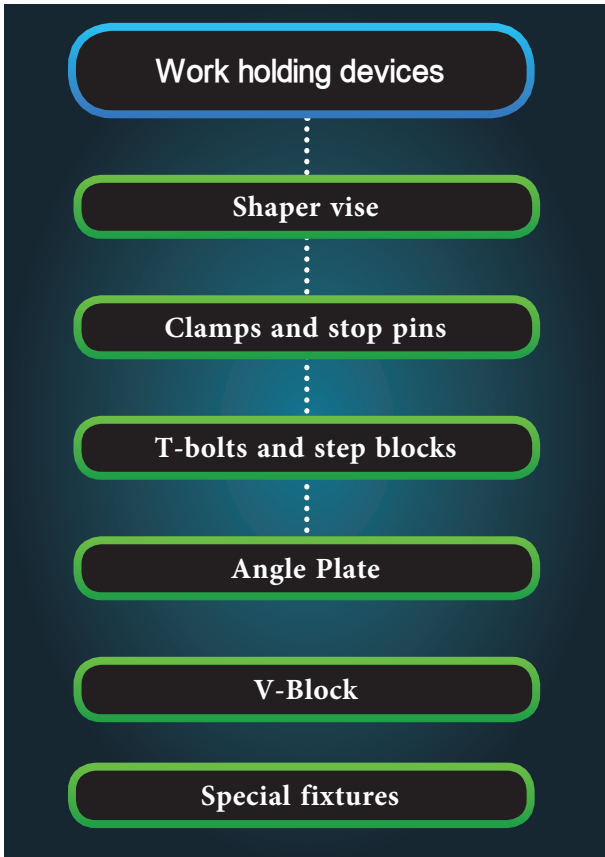 Work holding devices
Shaper vise
Clamps and stop pins
T-bolts and step blocks
Angle Plate
V-Block
Special fixtures